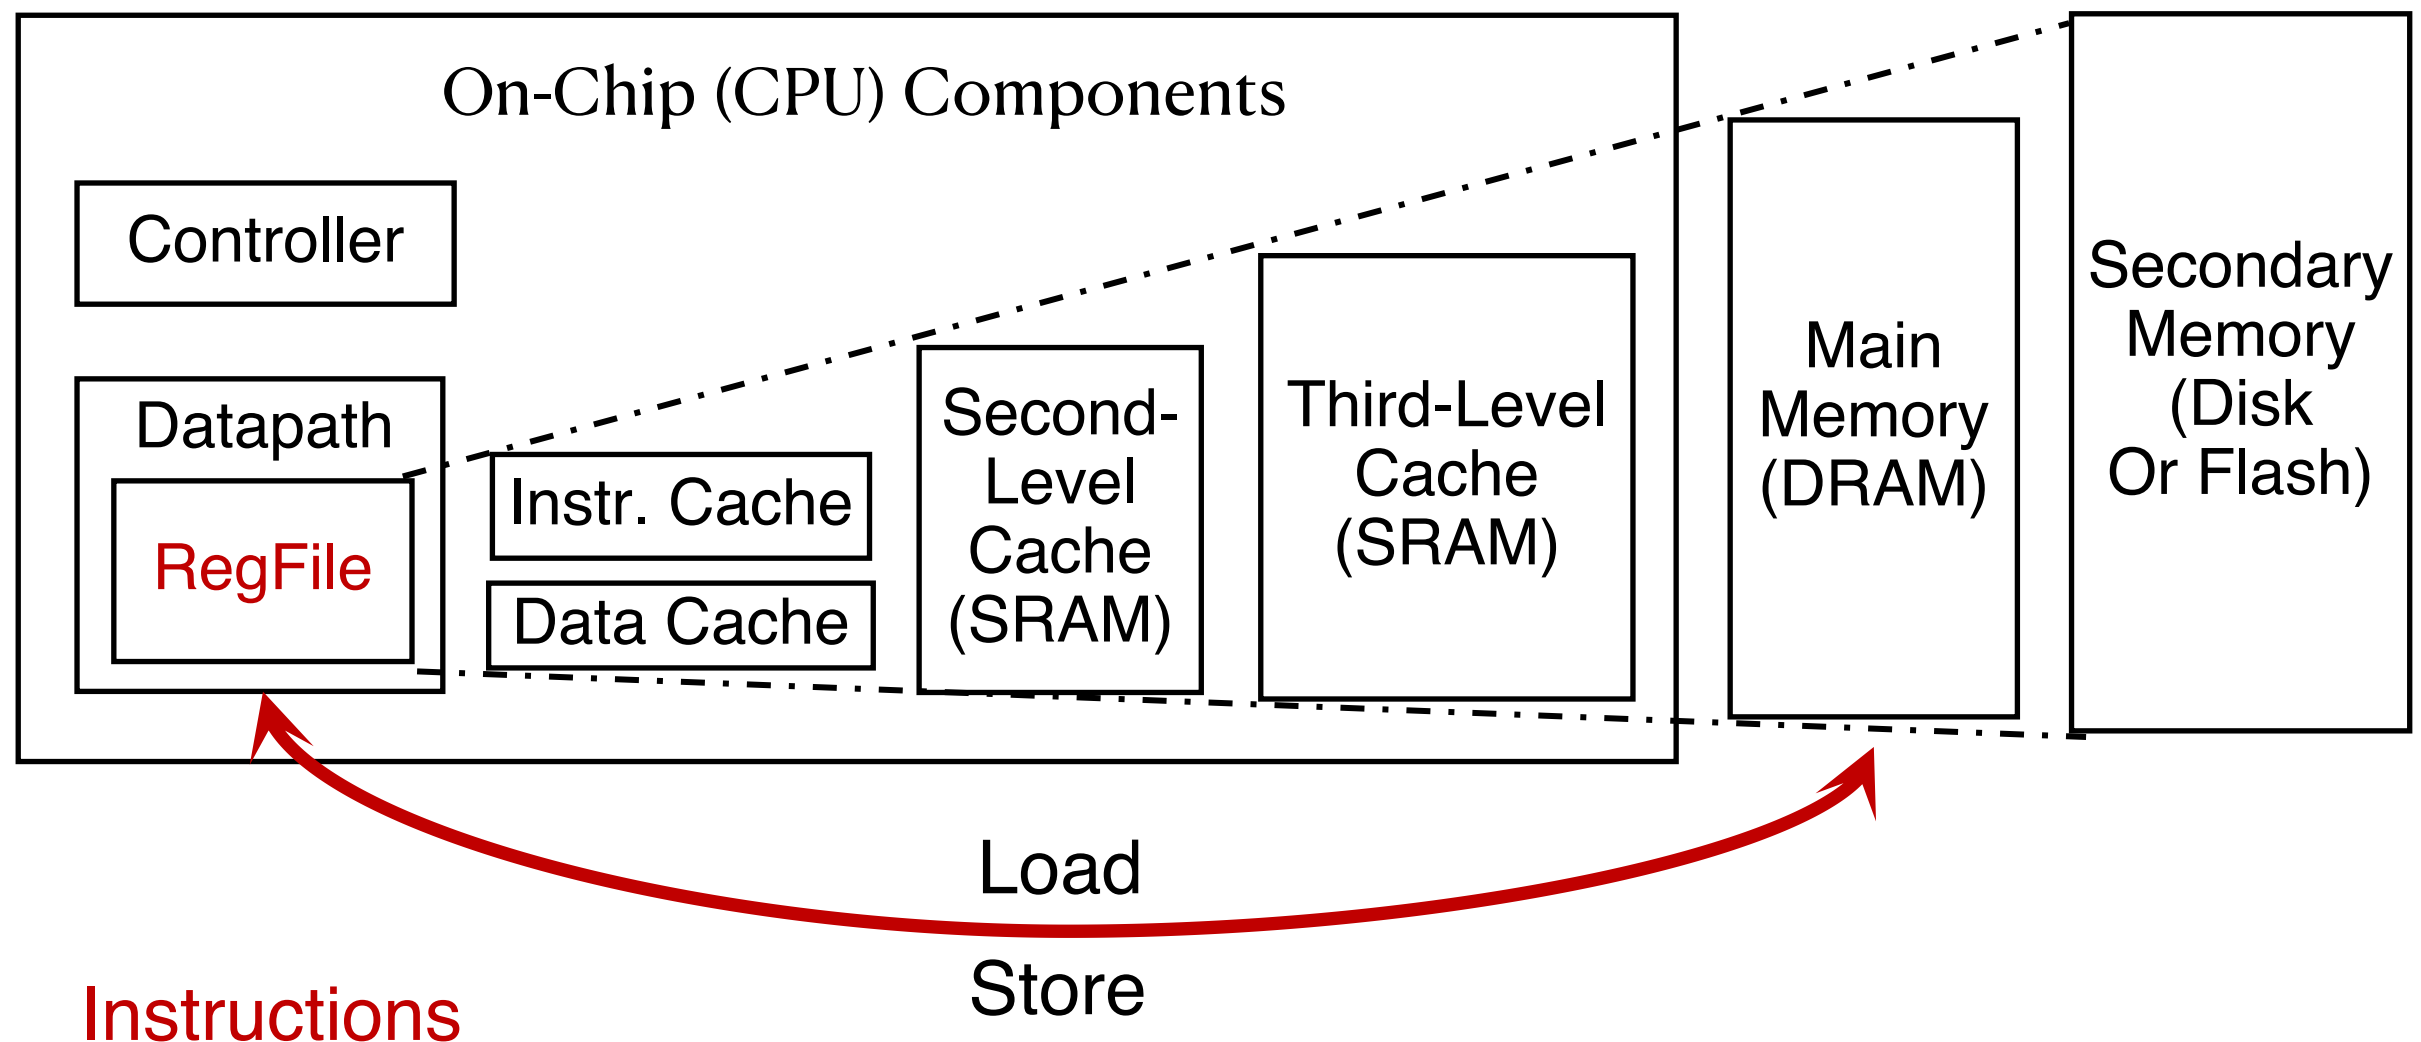 On-Chip (CPU) Components
Controller
Datapath
RegFile
Instr. Cache
Data Cache
Second-
Level
Cache
(SRAM)
Third-Level
Cache
(SRAM)
Main
Memory
(DRAM)
Secondary
Memory
(Disk
Or Flash)
Load
Store
Instructions